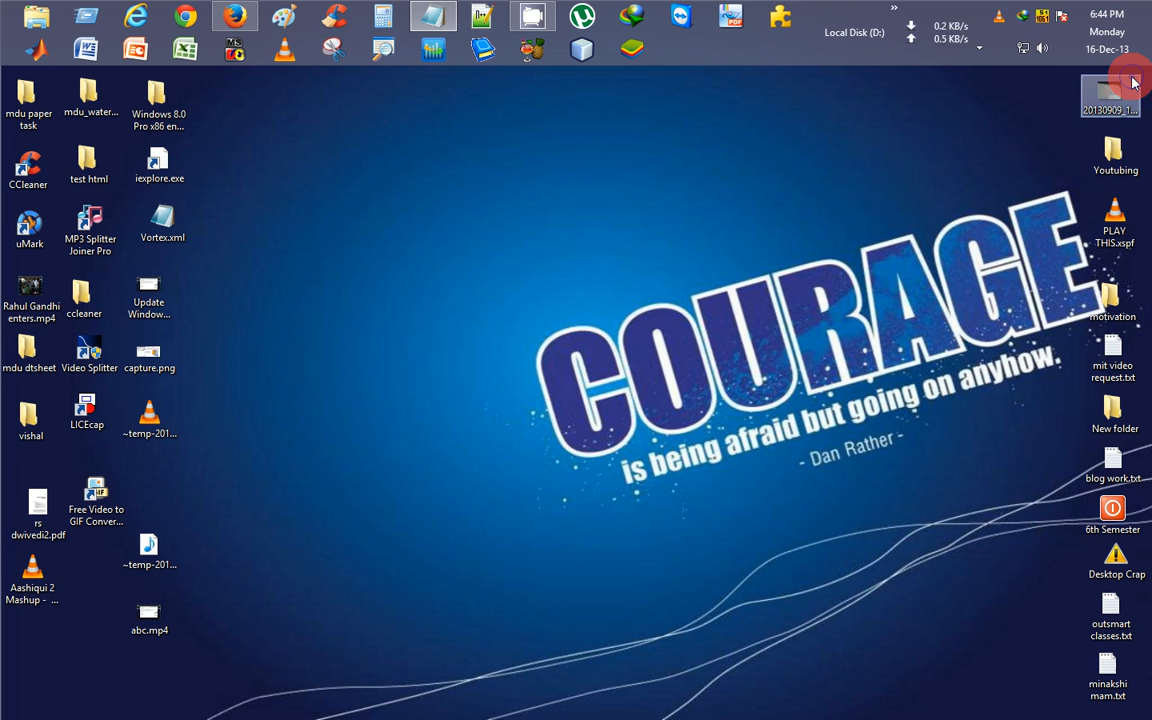 Local Disk (D:)
»
0.2 KB/s
0.5 KB/s
6:44 PM
Monday
16-Dec-13
mdu paper
task
mdu_water...
Windows 8.0
Pro x86 en...
CCleaner
test html
iexplore.exe
uMark
MP3 Splitter
Joiner Pro
Vortex.xml
Rahul Gandhi
enters.mp4
ccleaner
Update
Window...
mdu dtsheet
Video Splitter
capture.png
vishal
LICEcap
~temp-201...
rs
dwivedi2.pdf
Free Video to
GIF Conver...
~temp-201...
Aashiqui 2
Mashup - ...
abc.mp4
COURAGE
is being afraid but going on anyhow.
- Dan Rather -
20130909_1...
Youtubing
PLAY
THIS.xspf
motivation
mit video
request.txt
New folder
blog work.txt
6th Semester
Desktop Crap
outsmart
classes.txt
minakshi
mam.txt